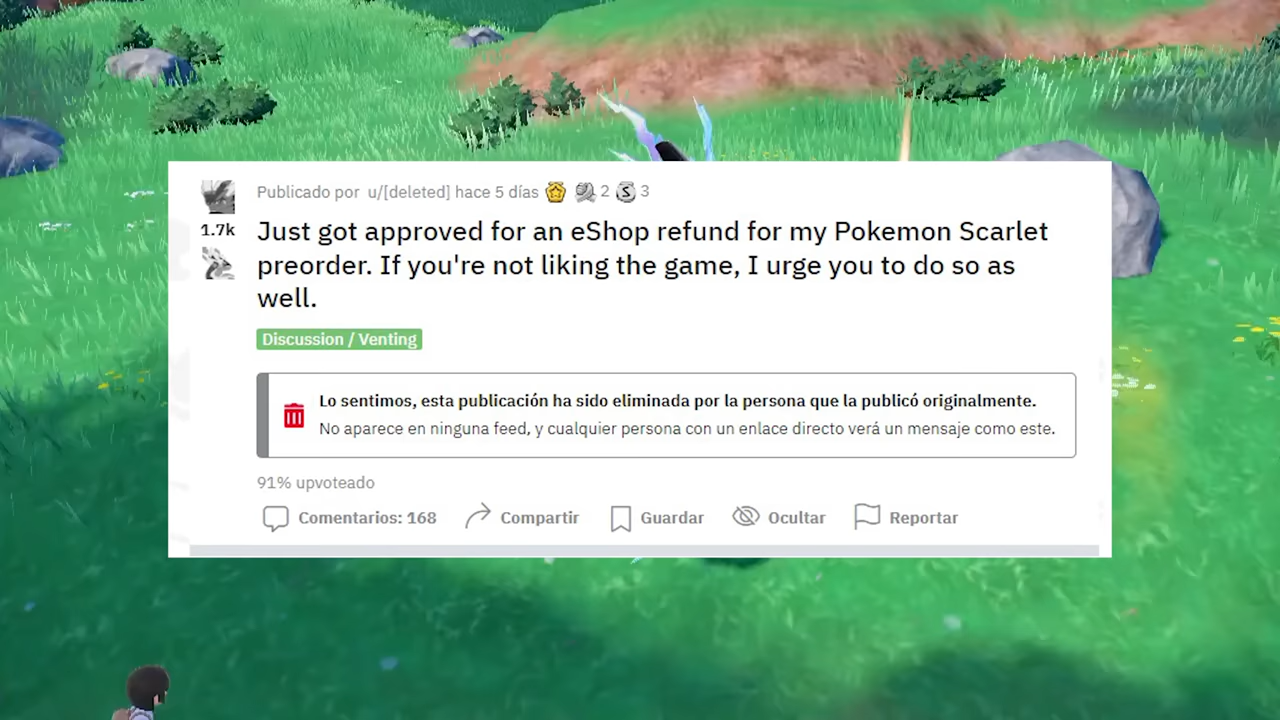 Publicado por u/[deleted] hace 5 días 2 3
1.7k
Just got approved for an eShop refund for my Pokemon Scarlet
preorder. If you're not liking the game, I urge you to do so as
well.
Discussion / Venting
Lo sentimos, esta publicación ha sido eliminada por la persona que la publicó originalmente.
No aparece en ninguna feed, y cualquier persona con un enlace directo verá un mensaje como este.
91% upvoteado
Comentarios: 168 Compartir Guardar Ocultar Reportar